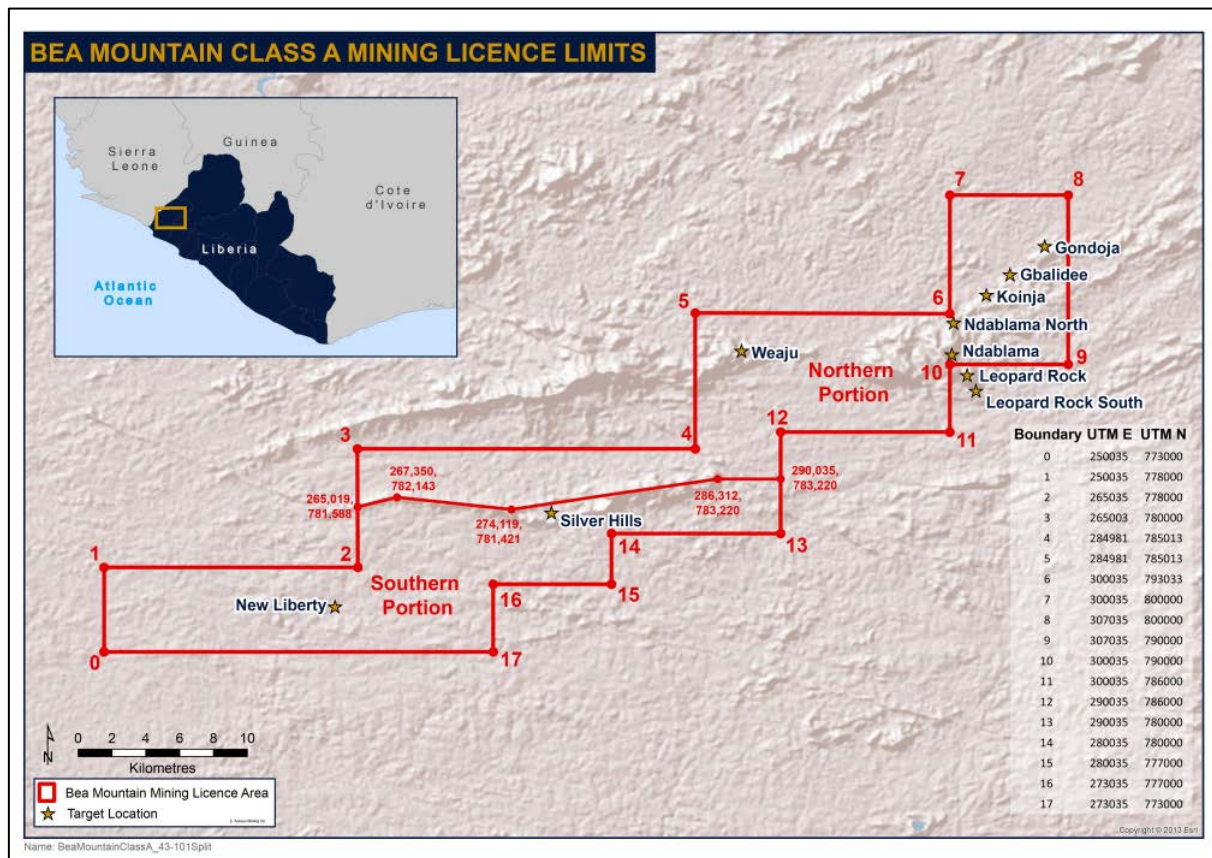 BEA MOUNTAIN CLASS A MINING LICENCE LIMITS
Sierra
Leone
Guinea
Cote
d'Ivoire
Liberia
Atlantic
Ocean
7
8
Gondoja
Gbalidee
Koinja
5
6
Ndablama North
Weaju
Ndablama
Northern
Portion
10
9
Leopard Rock
Leopard Rock South
12
11
3
4
267,350,
782,143
265,019,
781,588
274,119,
781,421
286,312,
783,220
290,035,
783,220
Silver Hills
14
13
1
2
Southern
Portion
16
15
New Liberty
0
17
Boundary UTM E UTM N
0 250035 773000
1 250035 778000
2 265035 778000
3 265003 780000
4 284981 785013
5 284981 785013
6 300035 793033
7 300035 800000
8 307035 800000
9 307035 790000
10 300035 790000
11 300035 786000
12 290035 786000
13 290035 780000
14 280035 780000
15 280035 777000
16 273035 777000
17 273035 773000
N
0 2 4 6 8 10
Kilometres
Bea Mountain Mining Licence Area
Target Location
Copyright © 2013 Esri
Name: BeaMountainClassA_43-101Split